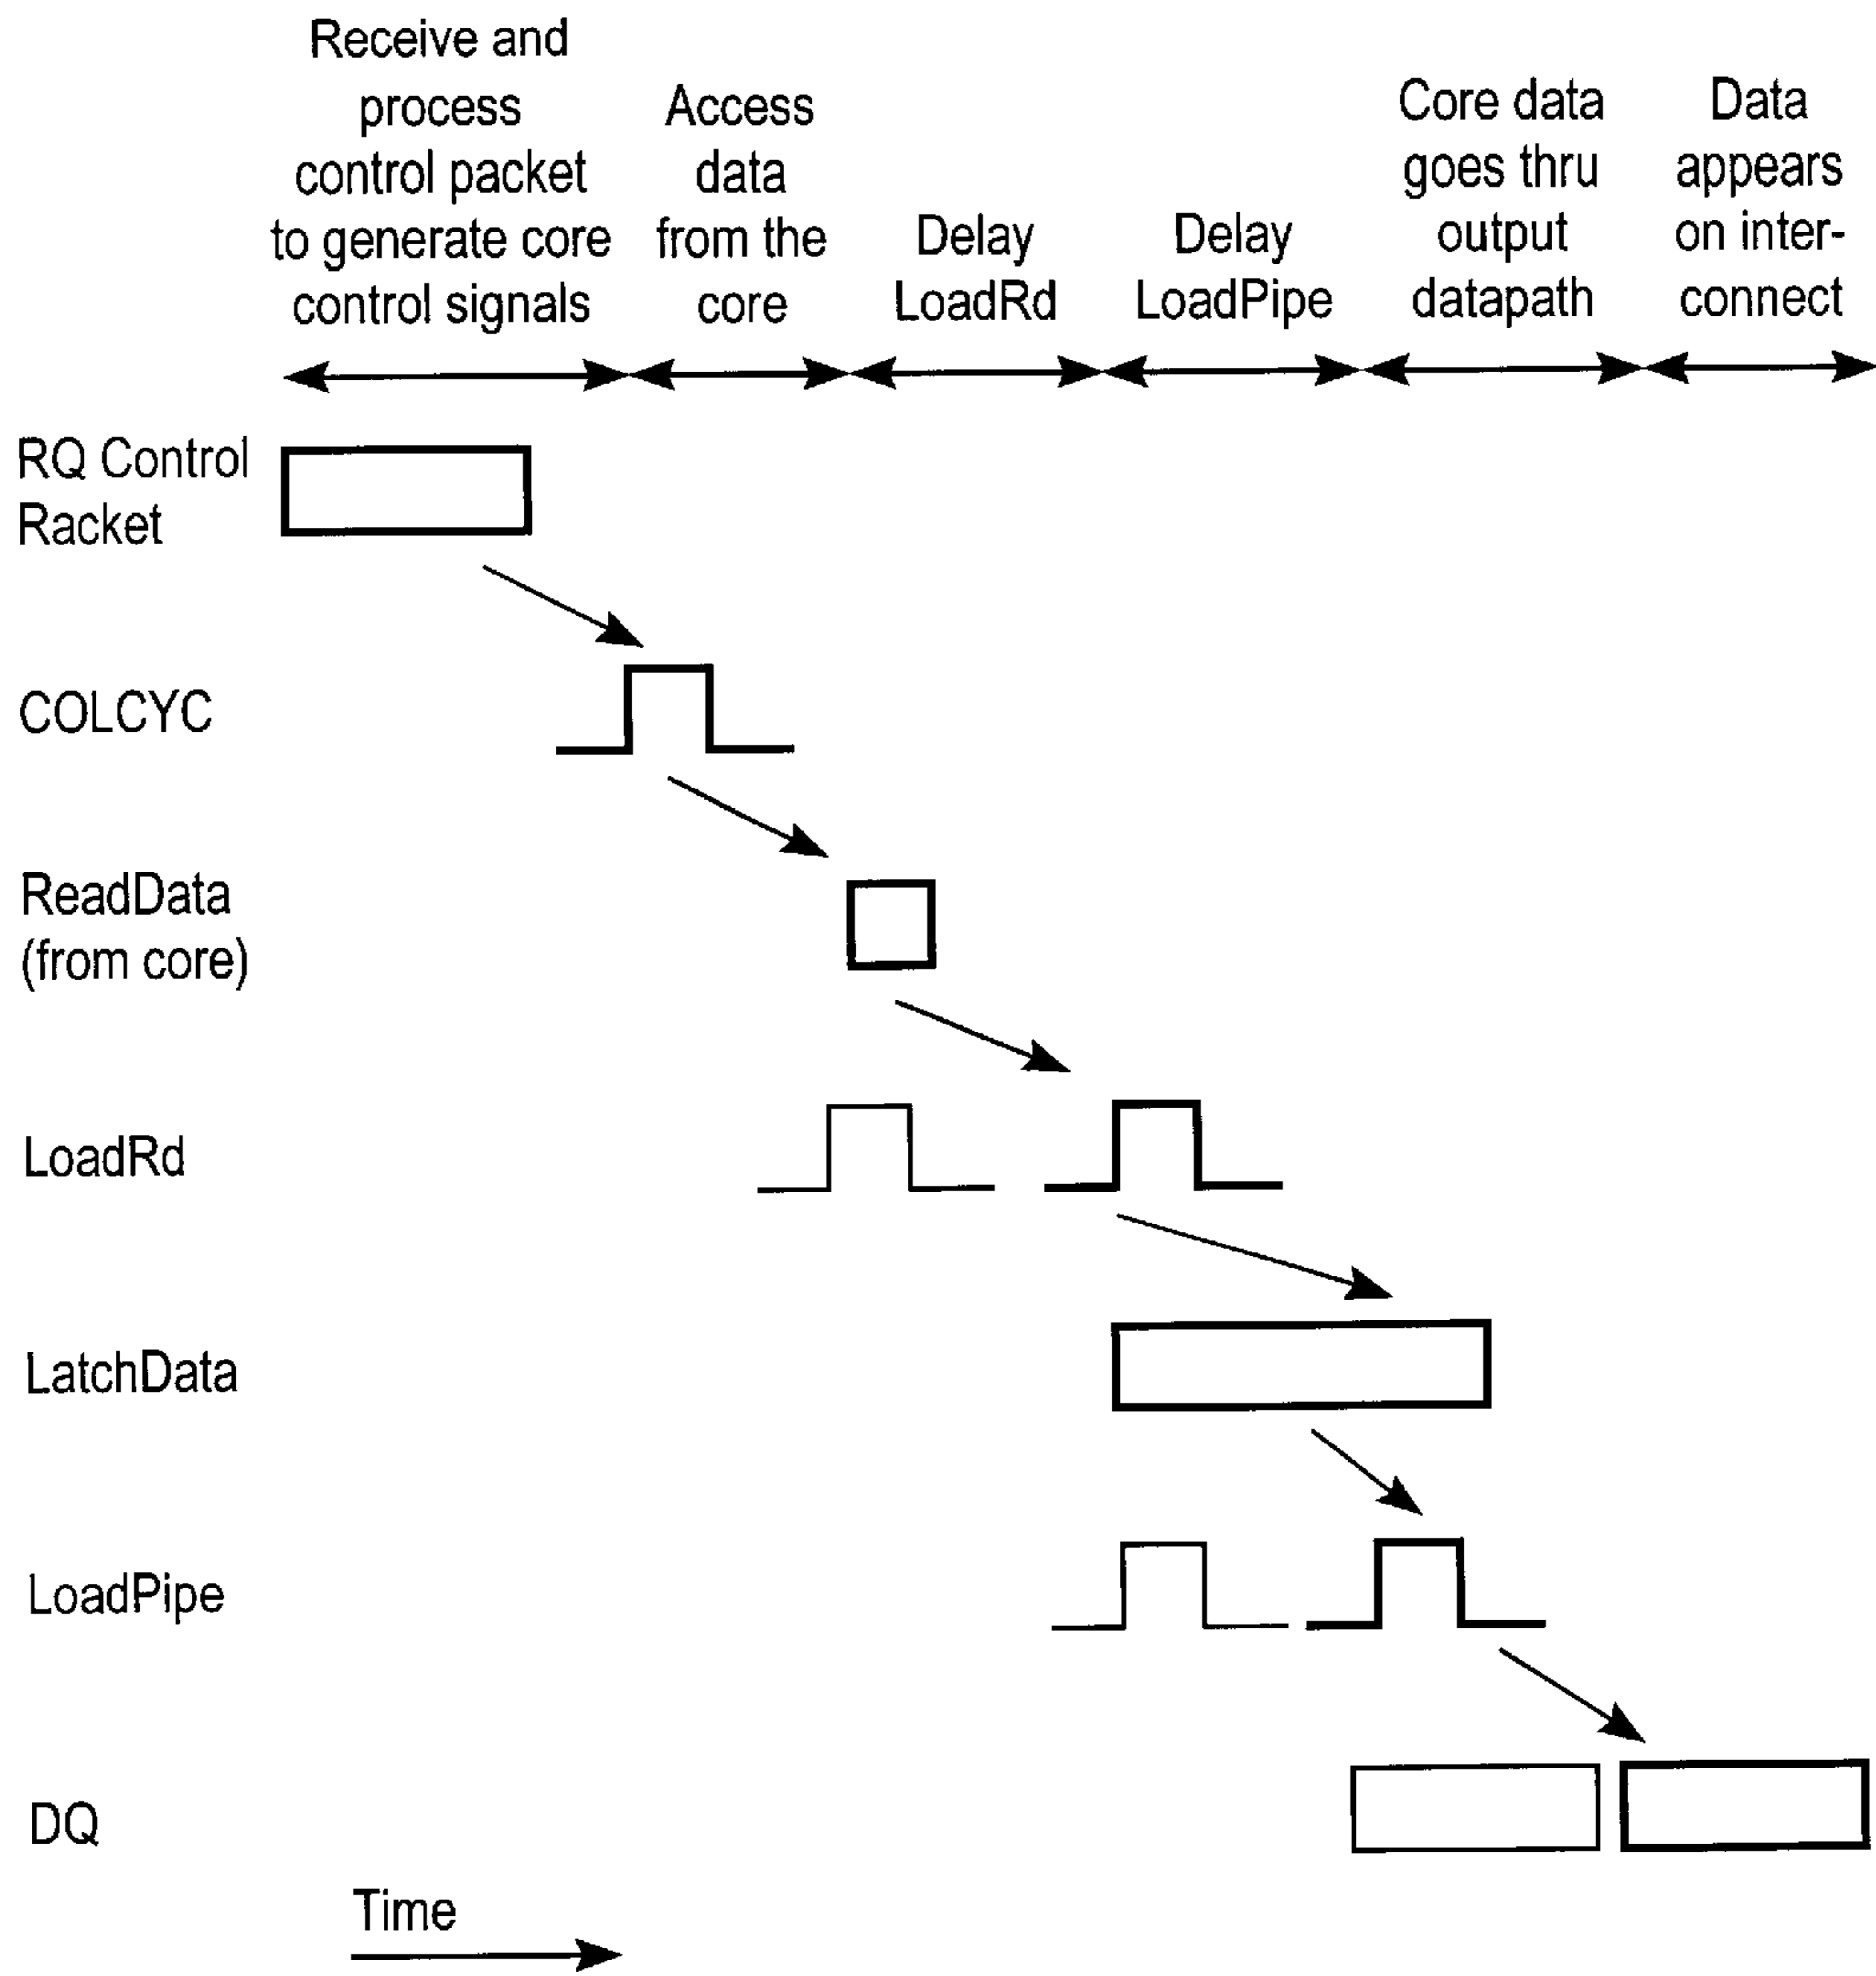 Receive and
process
control packet
to generate core
control signals
Access
data
from the
core
Delay
LoadRd
Delay
LoadPipe
Core data
goes thru
output
datapath
Data
appears
on inter-
connect
RQ Control
Racket
COLCYC
ReadData
(from core)
LoadRd
LatchData
LoadPipe
DQ
Time